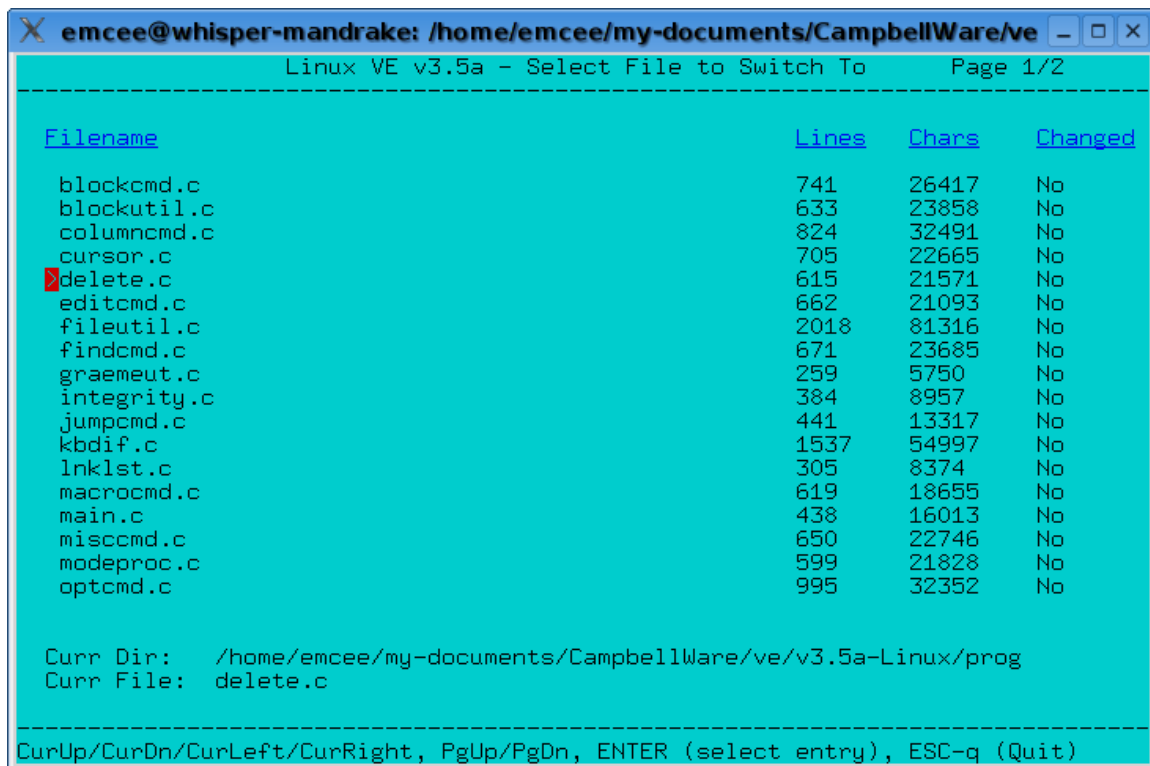 emcee@whisper-mandrake: /home/emcee/my-documents/CampbellWare/ve
Linux VE v3.5a - Select File to Switch To Page 1/2
Filename Lines Chars Changed
blockcmd.c 741 26417 No
blockutil.c 633 23858 No
columncmd.c 824 32491 No
cursor.c 705 22665 No
>delete.c 615 21571 No
editcmd.c 662 21093 No
fileutil.c 2018 81316 No
findcmd.c 671 23685 No
graemeut.c 259 5750 No
integrity.c 384 8957 No
jumpcmd.c 441 13317 No
kbdif.c 1537 54997 No
lnklst.c 305 8374 No
macrocmd.c 619 18655 No
main.c 438 16013 No
misccmd.c 650 22746 No
modeproc.c 599 21828 No
optcmd.c 995 32352 No
Curr Dir: /home/emcee/my-documents/CampbellWare/ve/v3.5a-Linux/prog
Curr File: delete.c
CurUp/CurDn/CurLeft/CurRight, PgUp/PgDn, ENTER (select entry), ESC-q (Quit)